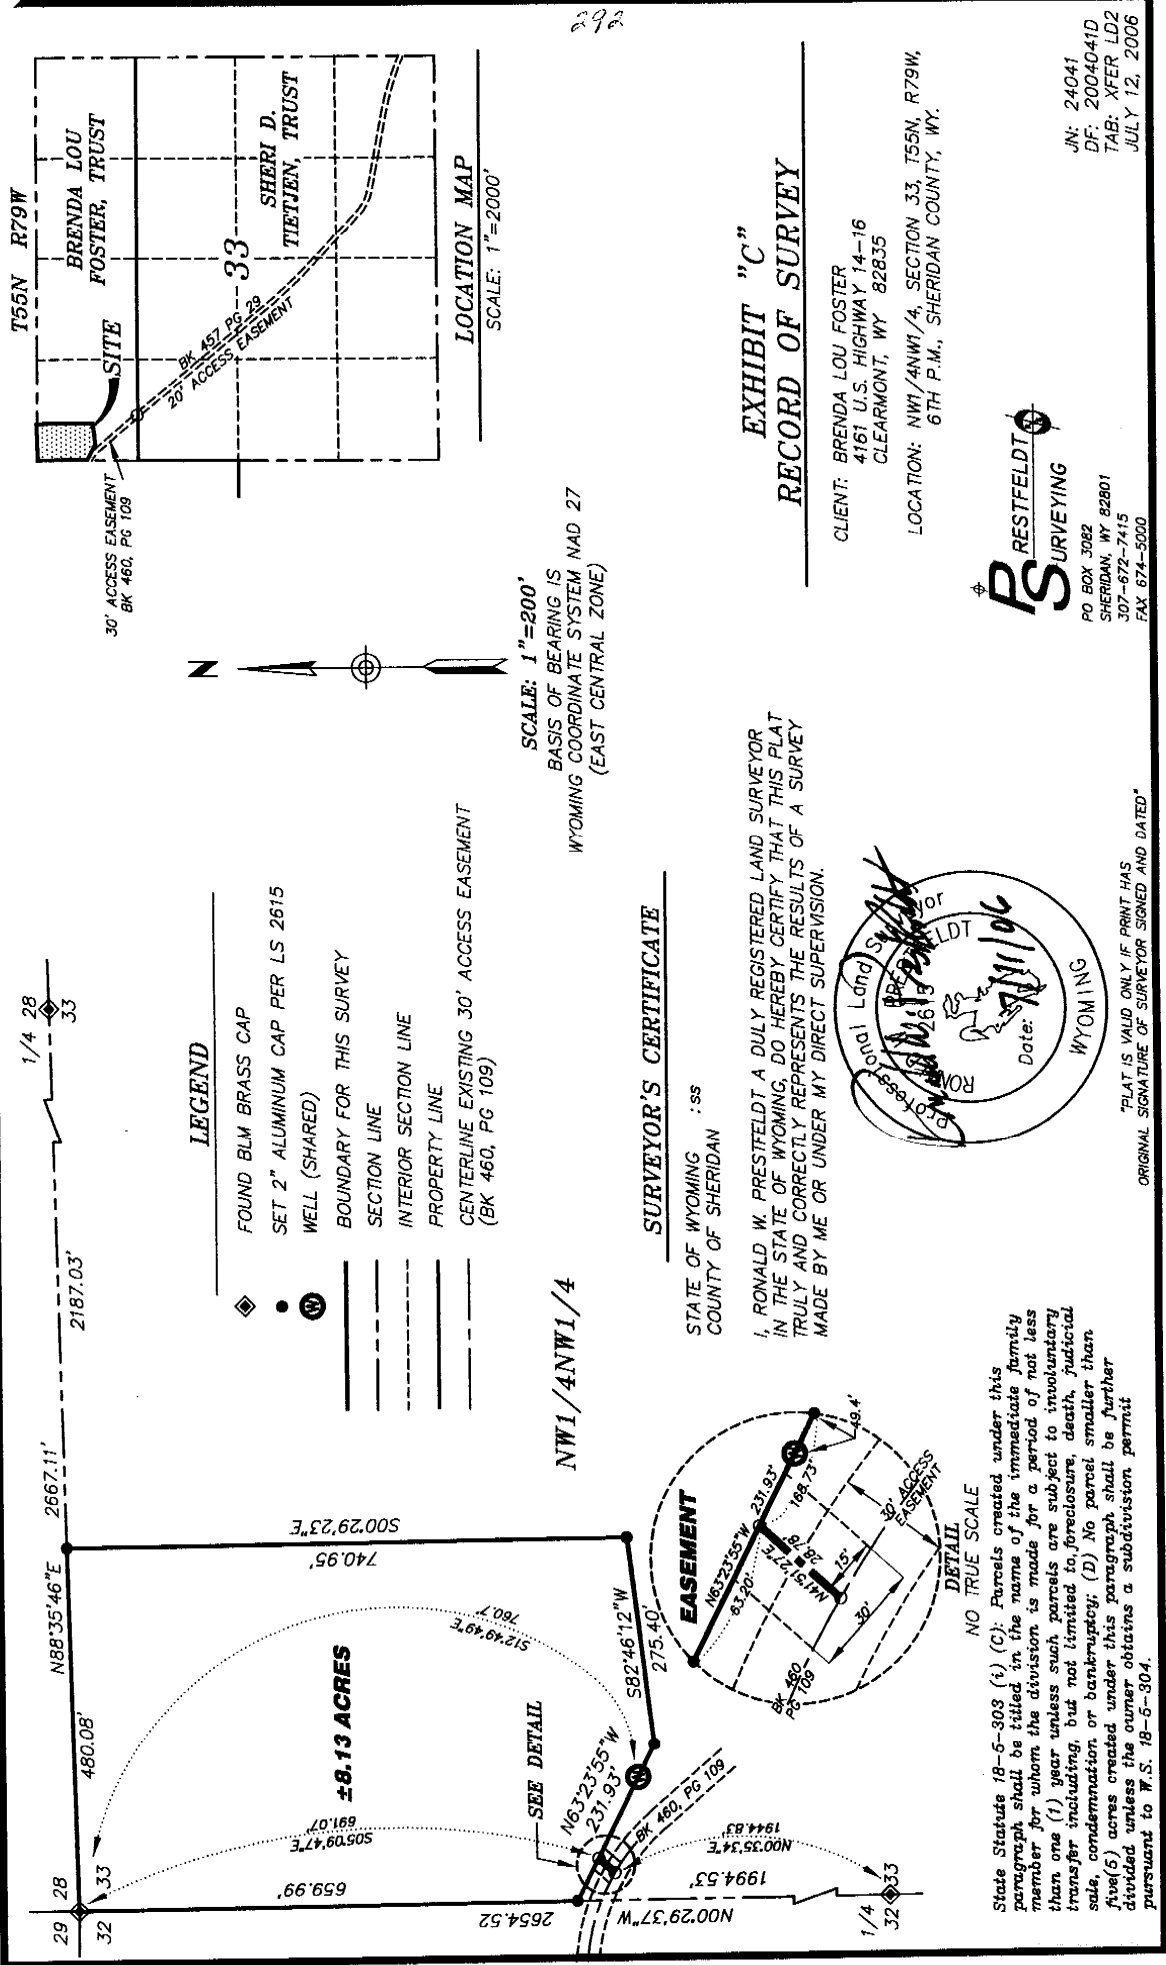 292
T55N R79W
BRENDA LOU
FOSTER, TRUST
SITE
SHERI D.
TIETJEN, TRUST
33
BK 457 PG 29
20' ACCESS EASEMENT
30' ACCESS EASEMENT
BK 460, PG 109
LOCATION MAP
SCALE: 1"=2000'
N
SCALE: 1"=200'
BASIS OF BEARING IS
WYOMING COORDINATE SYSTEM NAD 27
(EAST CENTRAL ZONE)
29 28
32 33
480.08'
N88°35'46"E
2667.11'
2187.03'
1/4 28
33
S00°29'23"E
740.95'
±8.13 ACRES
S12°49'49"E
760.7'
S05°09'47"E
691.07'
659.99'
2654.52
SEE DETAIL
N63°23'55"W
231.93'
S82°46'12"W
275.40'
W
BK 460, PG 109
N00°35'34"E
1944.83'
1994.53'
N00°29'37"W
1/4
32 33
LEGEND
FOUND BLM BRASS CAP
SET 2" ALUMINUM CAP PER LS 2615
W WELL (SHARED)
BOUNDARY FOR THIS SURVEY
SECTION LINE
INTERIOR SECTION LINE
PROPERTY LINE
CENTERLINE EXISTING 30' ACCESS EASEMENT
(BK 460, PG 109)
NW1/4NW1/4
EASEMENT
N63°23'55"W 231.93'
63.20'
168.73'
W
49.4'
N41°51'27"E
28.78'
15'
30'
30' ACCESS
EASEMENT
BK 460
PG 109
DETAIL
NO TRUE SCALE
SURVEYOR'S CERTIFICATE
STATE OF WYOMING
:ss
COUNTY OF SHERIDAN
I, RONALD W. PRESTFELDT A DULY REGISTERED LAND SURVEYOR
IN THE STATE OF WYOMING, DO HEREBY CERTIFY THAT THIS PLAT
TRULY AND CORRECTLY REPRESENTS THE RESULTS OF A SURVEY
MADE BY ME OR UNDER MY DIRECT SUPERVISION.
Professional Land Surveyor
2615
Date: 7/11/06
WYOMING
"PLAT IS VALID ONLY IF PRINT HAS
ORIGINAL SIGNATURE OF SURVEYOR SIGNED AND DATED"
State Statute 18-5-303 (i) (C): Parcels created under this
paragraph shall be titled in the name of the immediate family
member for whom the division is made for a period of not less
than one (1) year unless such parcels are subject to involuntary
transfer including, but not limited to, foreclosure, death, judicial
sale, condemnation or bankruptcy; (D) No parcel smaller than
five(5) acres created under this paragraph shall be further
divided unless the owner obtains a subdivision permit
pursuant to W.S. 18-5-304.
EXHIBIT "C"
RECORD OF SURVEY
CLIENT: BRENDA LOU FOSTER
4161 U.S. HIGHWAY 14-16
CLEARMONT, WY 82835
LOCATION: NW1/4NW1/4, SECTION 33, T55N, R79W,
6TH P.M., SHERIDAN COUNTY, WY.
PRESTFELDT
SURVEYING
PO BOX 3082
SHERIDAN, WY 82801
307-672-7415
FAX 674-5000
JN: 24041
DF: 2004041D
TAB: XFER LD2
JULY 12, 2006